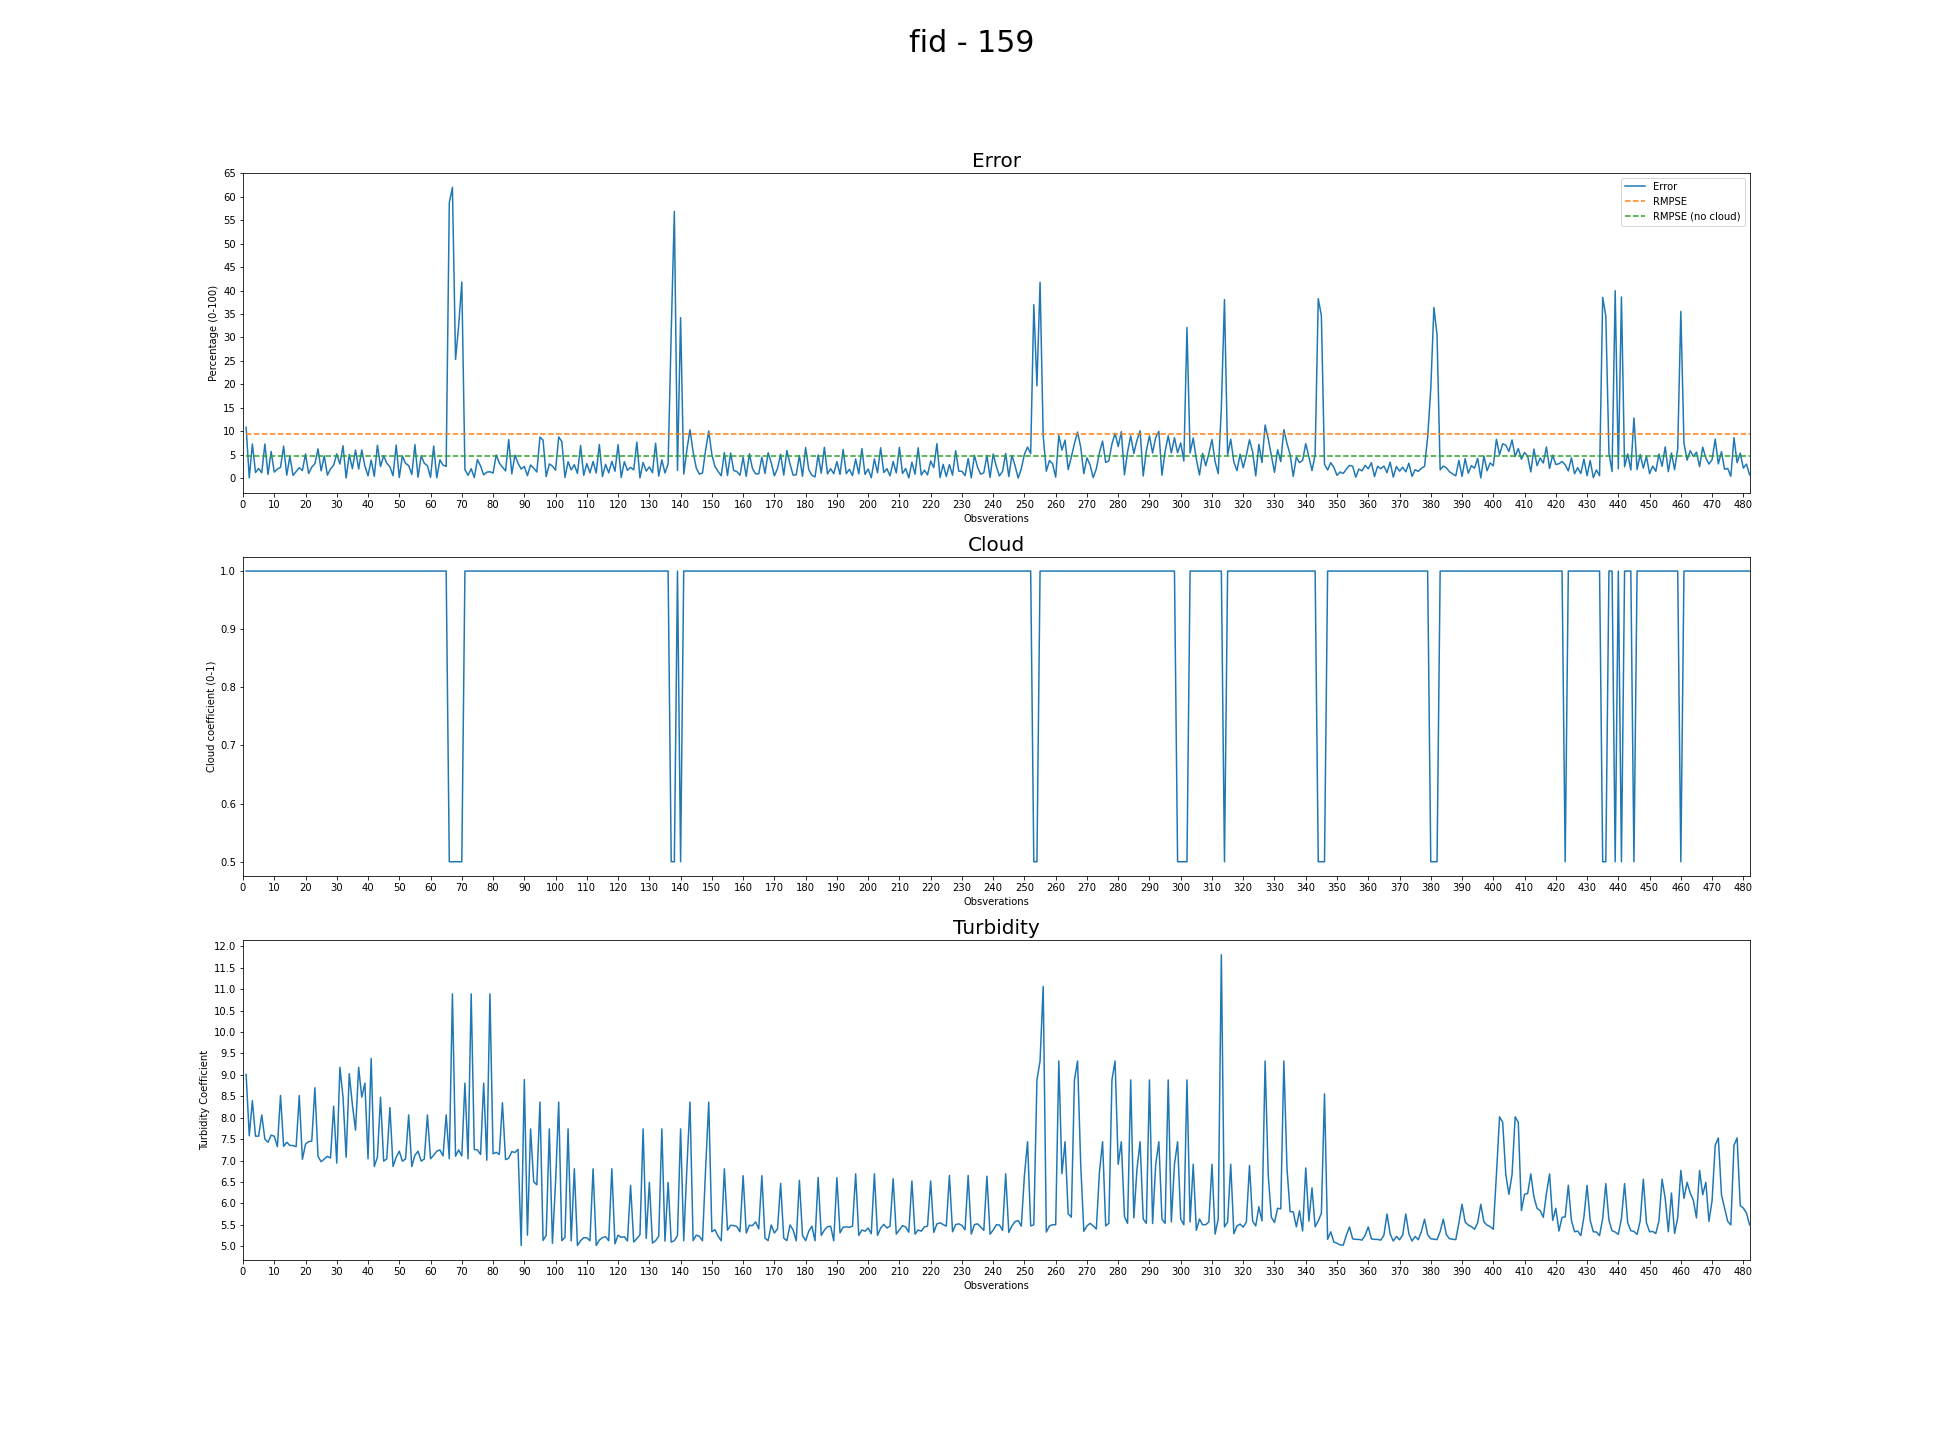 fid - 159
Error
65
60
55
50
45
40
35
30
25
20
15
10
5
0
Percentage (0-100)
Error
RMPSE
RMPSE (no cloud)
0 10 20 30 40 50 60 70 80 90 100 110 120 130 140 150 160 170 180 190 200 210 220 230 240 250 260 270 280 290 300 310 320 330 340 350 360 370 380 390 400 410 420 430 440 450 460 470 480
Obsverations
Cloud
1.0
0.9
0.8
0.7
0.6
0.5
Cloud coefficient (0-1)
0 10 20 30 40 50 60 70 80 90 100 110 120 130 140 150 160 170 180 190 200 210 220 230 240 250 260 270 280 290 300 310 320 330 340 350 360 370 380 390 400 410 420 430 440 450 460 470 480
Obsverations
Turbidity
12.0
11.5
11.0
10.5
10.0
9.5
9.0
8.5
8.0
7.5
7.0
6.5
6.0
5.5
5.0
Turbidity Coefficient
0 10 20 30 40 50 60 70 80 90 100 110 120 130 140 150 160 170 180 190 200 210 220 230 240 250 260 270 280 290 300 310 320 330 340 350 360 370 380 390 400 410 420 430 440 450 460 470 480
Obsverations